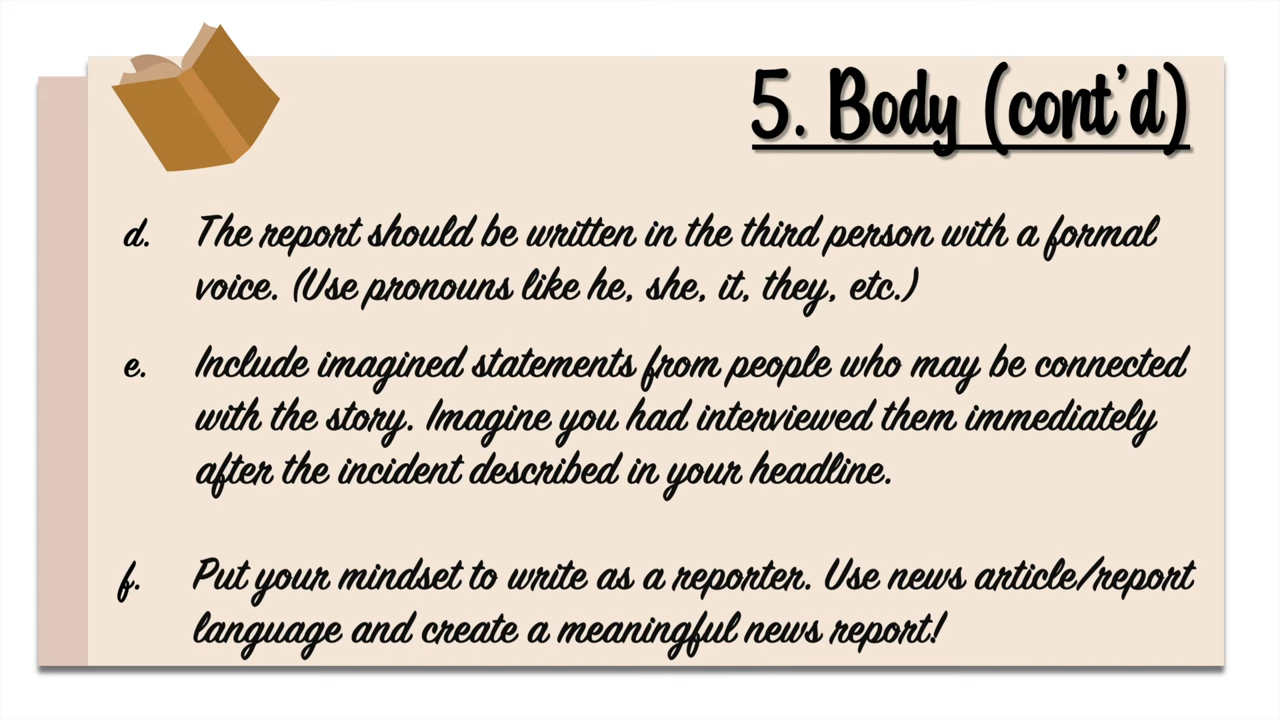 5. Body (cont'd)
d. The report should be written in the third person with a formal
voice. (Use pronouns like he, she, it, they, etc.)
e. Include imagined statements from people who may be connected
with the story. Imagine you had interviewed them immediately
after the incident described in your headline.
f. Put your mindset to write as a reporter. Use news article/report
language and create a meaningful news report!